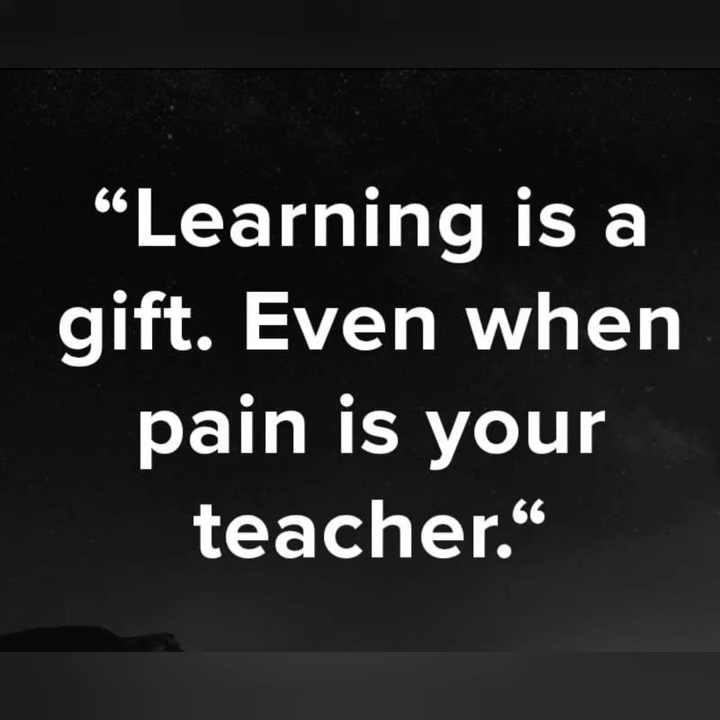 “Learning is a
gift. Even when
pain is your
teacher.“